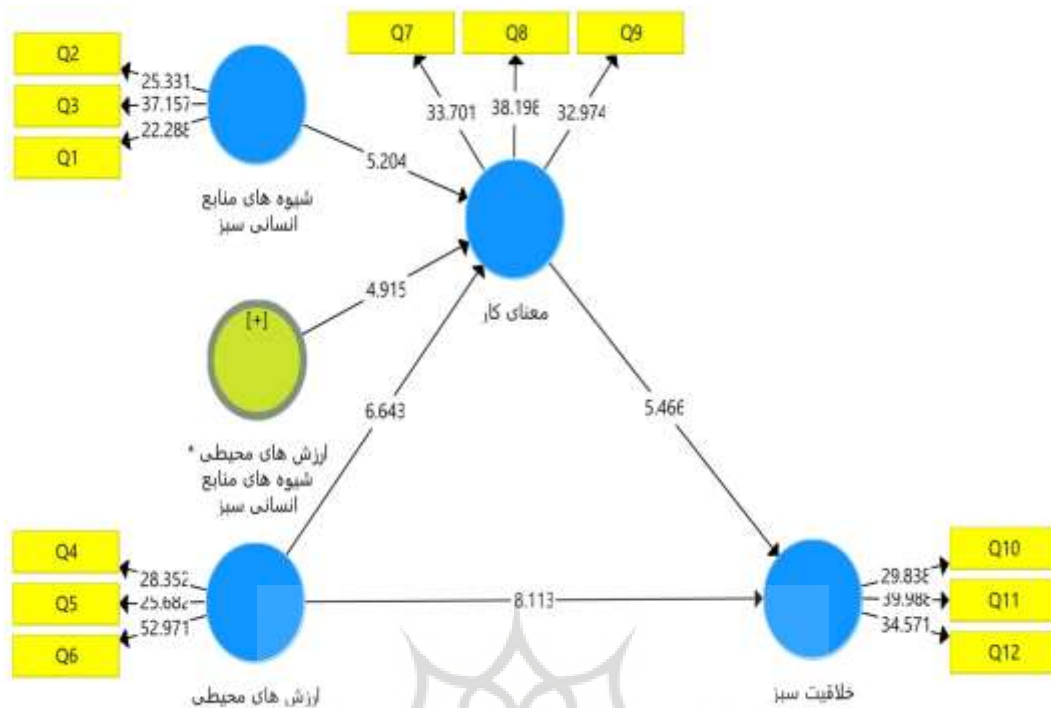 Q7
Q8
Q9
Q2
Q3
Q1
25.331
37.157
22.288
33.701
38.198
32.974
5.204
شیوه های منابع
انسانی سبز
4.915
[+]
معنای کار
ارزش های محیطی *
شیوه های منابع
انسانی سبز
6.643
5.466
Q4
Q5
Q6
28.352
25.682
52.971
8.113
Q10
Q11
Q12
29.838
39.988
34.571
ارزش های محیطی
خلاقیت سبز